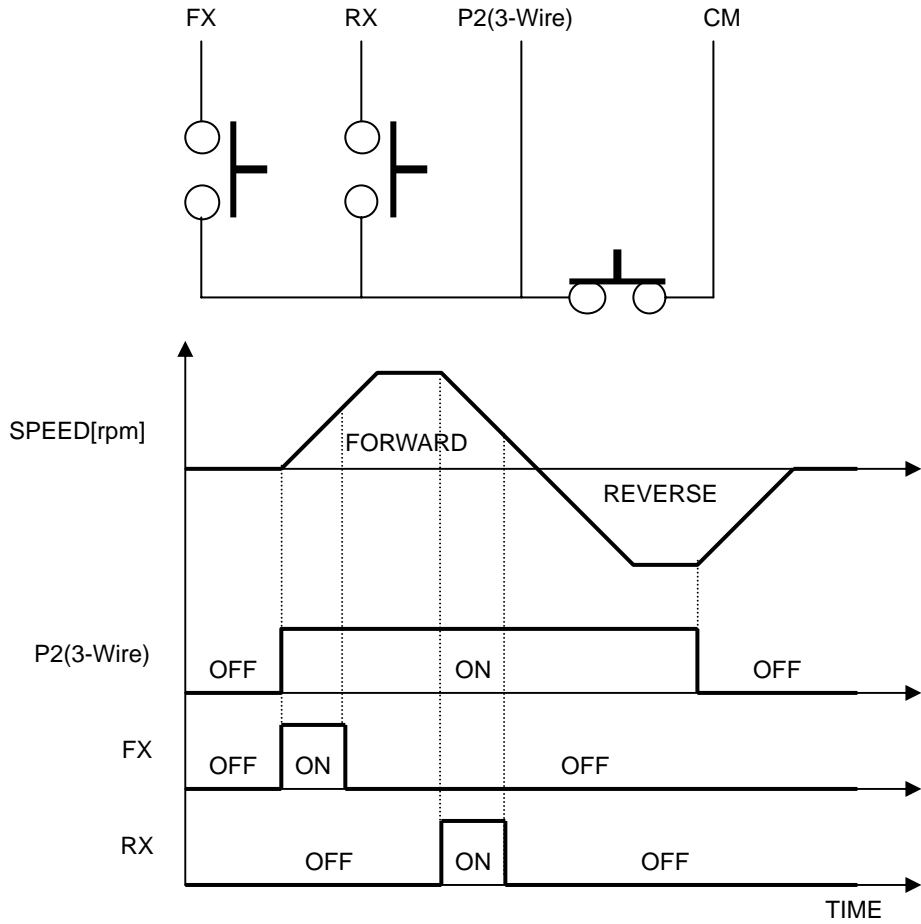 FX RX P2(3-Wire) CM
SPEED[rpm]
FORWARD
REVERSE
P2(3-Wire)
OFF ON OFF
FX
OFF ON OFF
RX
OFF ON OFF
TIME